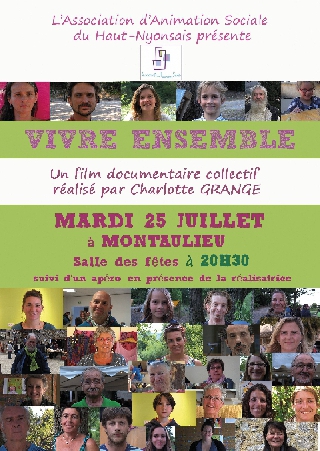 L'Association d'Animation Sociale
du Haut-Nyonsais présente
VIVRE ENSEMBLE
Un film documentaire collectif
réalisé par Charlotte GRANGE
MARDI 25 JUILLET
à MONTAULIEU
Salle des fêtes à 20H30
suivi d'un apéro en présence de la réalisatrice